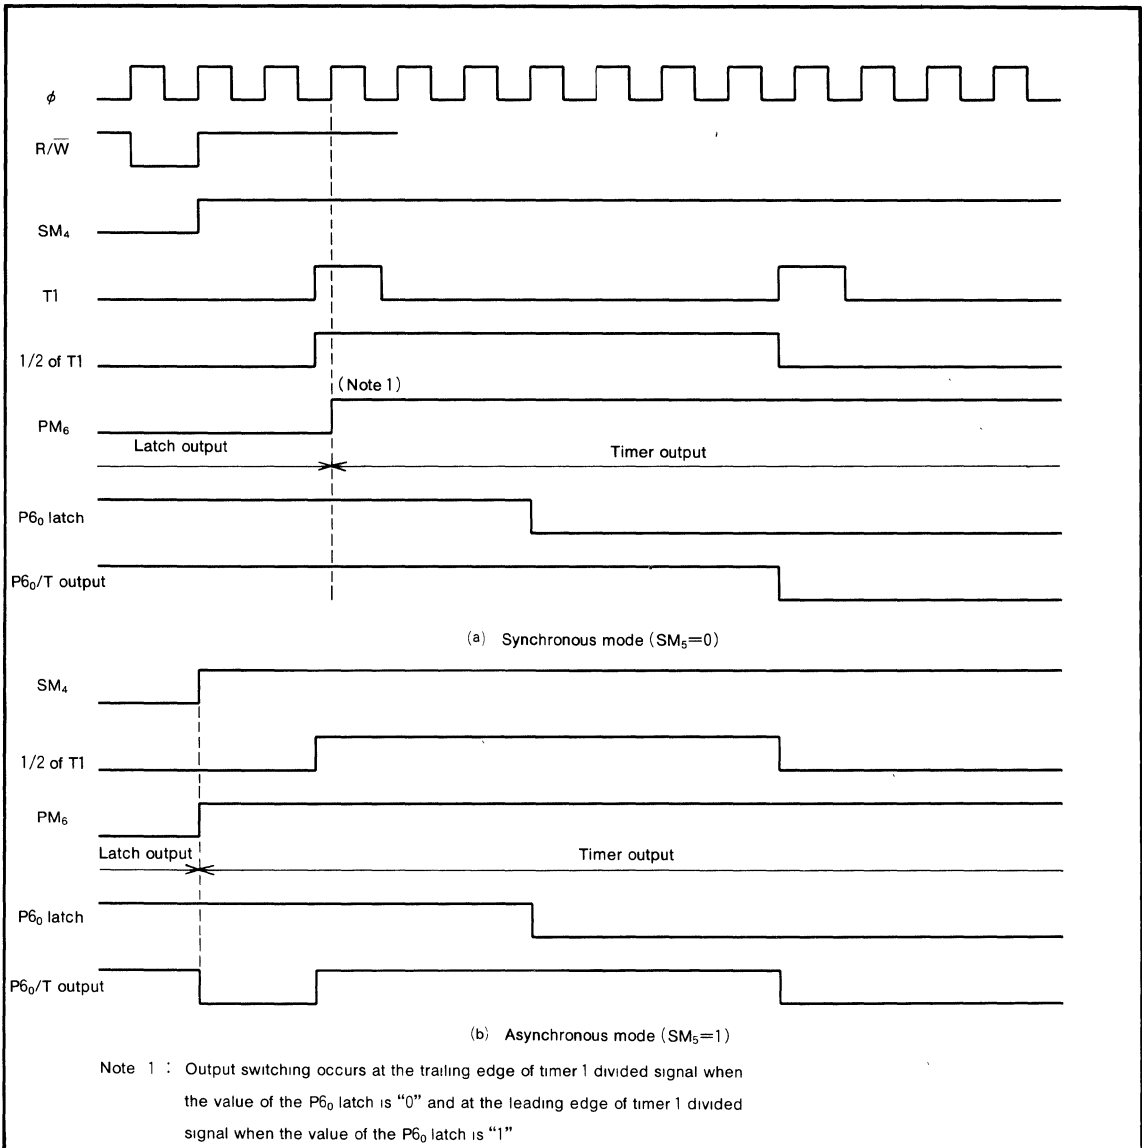 ϕ
R/W̅
SM₄
T1
1/2 of T1
(Note 1)
PM₆
Latch output
Timer output
P6₀ latch
P6₀/T output
(a) Synchronous mode (SM₅=0)
SM₄
1/2 of T1
PM₆
Latch output
Timer output
P6₀ latch
P6₀/T output
(b) Asynchronous mode (SM₅=1)
Note 1 : Output switching occurs at the trailing edge of timer 1 divided signal when
the value of the P6₀ latch is “0” and at the leading edge of timer 1 divided
signal when the value of the P6₀ latch is “1”